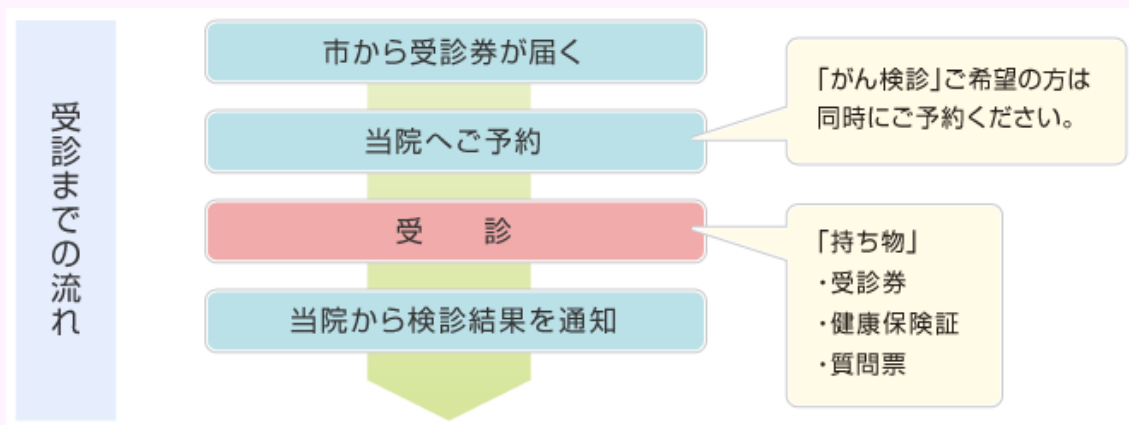 受診までの流れ
市から受診券が届く
当院へご予約
「がん検診」ご希望の方は
同時にご予約ください。
受　　診
「持ち物」
・受診券
・健康保険証
・質問票
当院から検診結果を通知